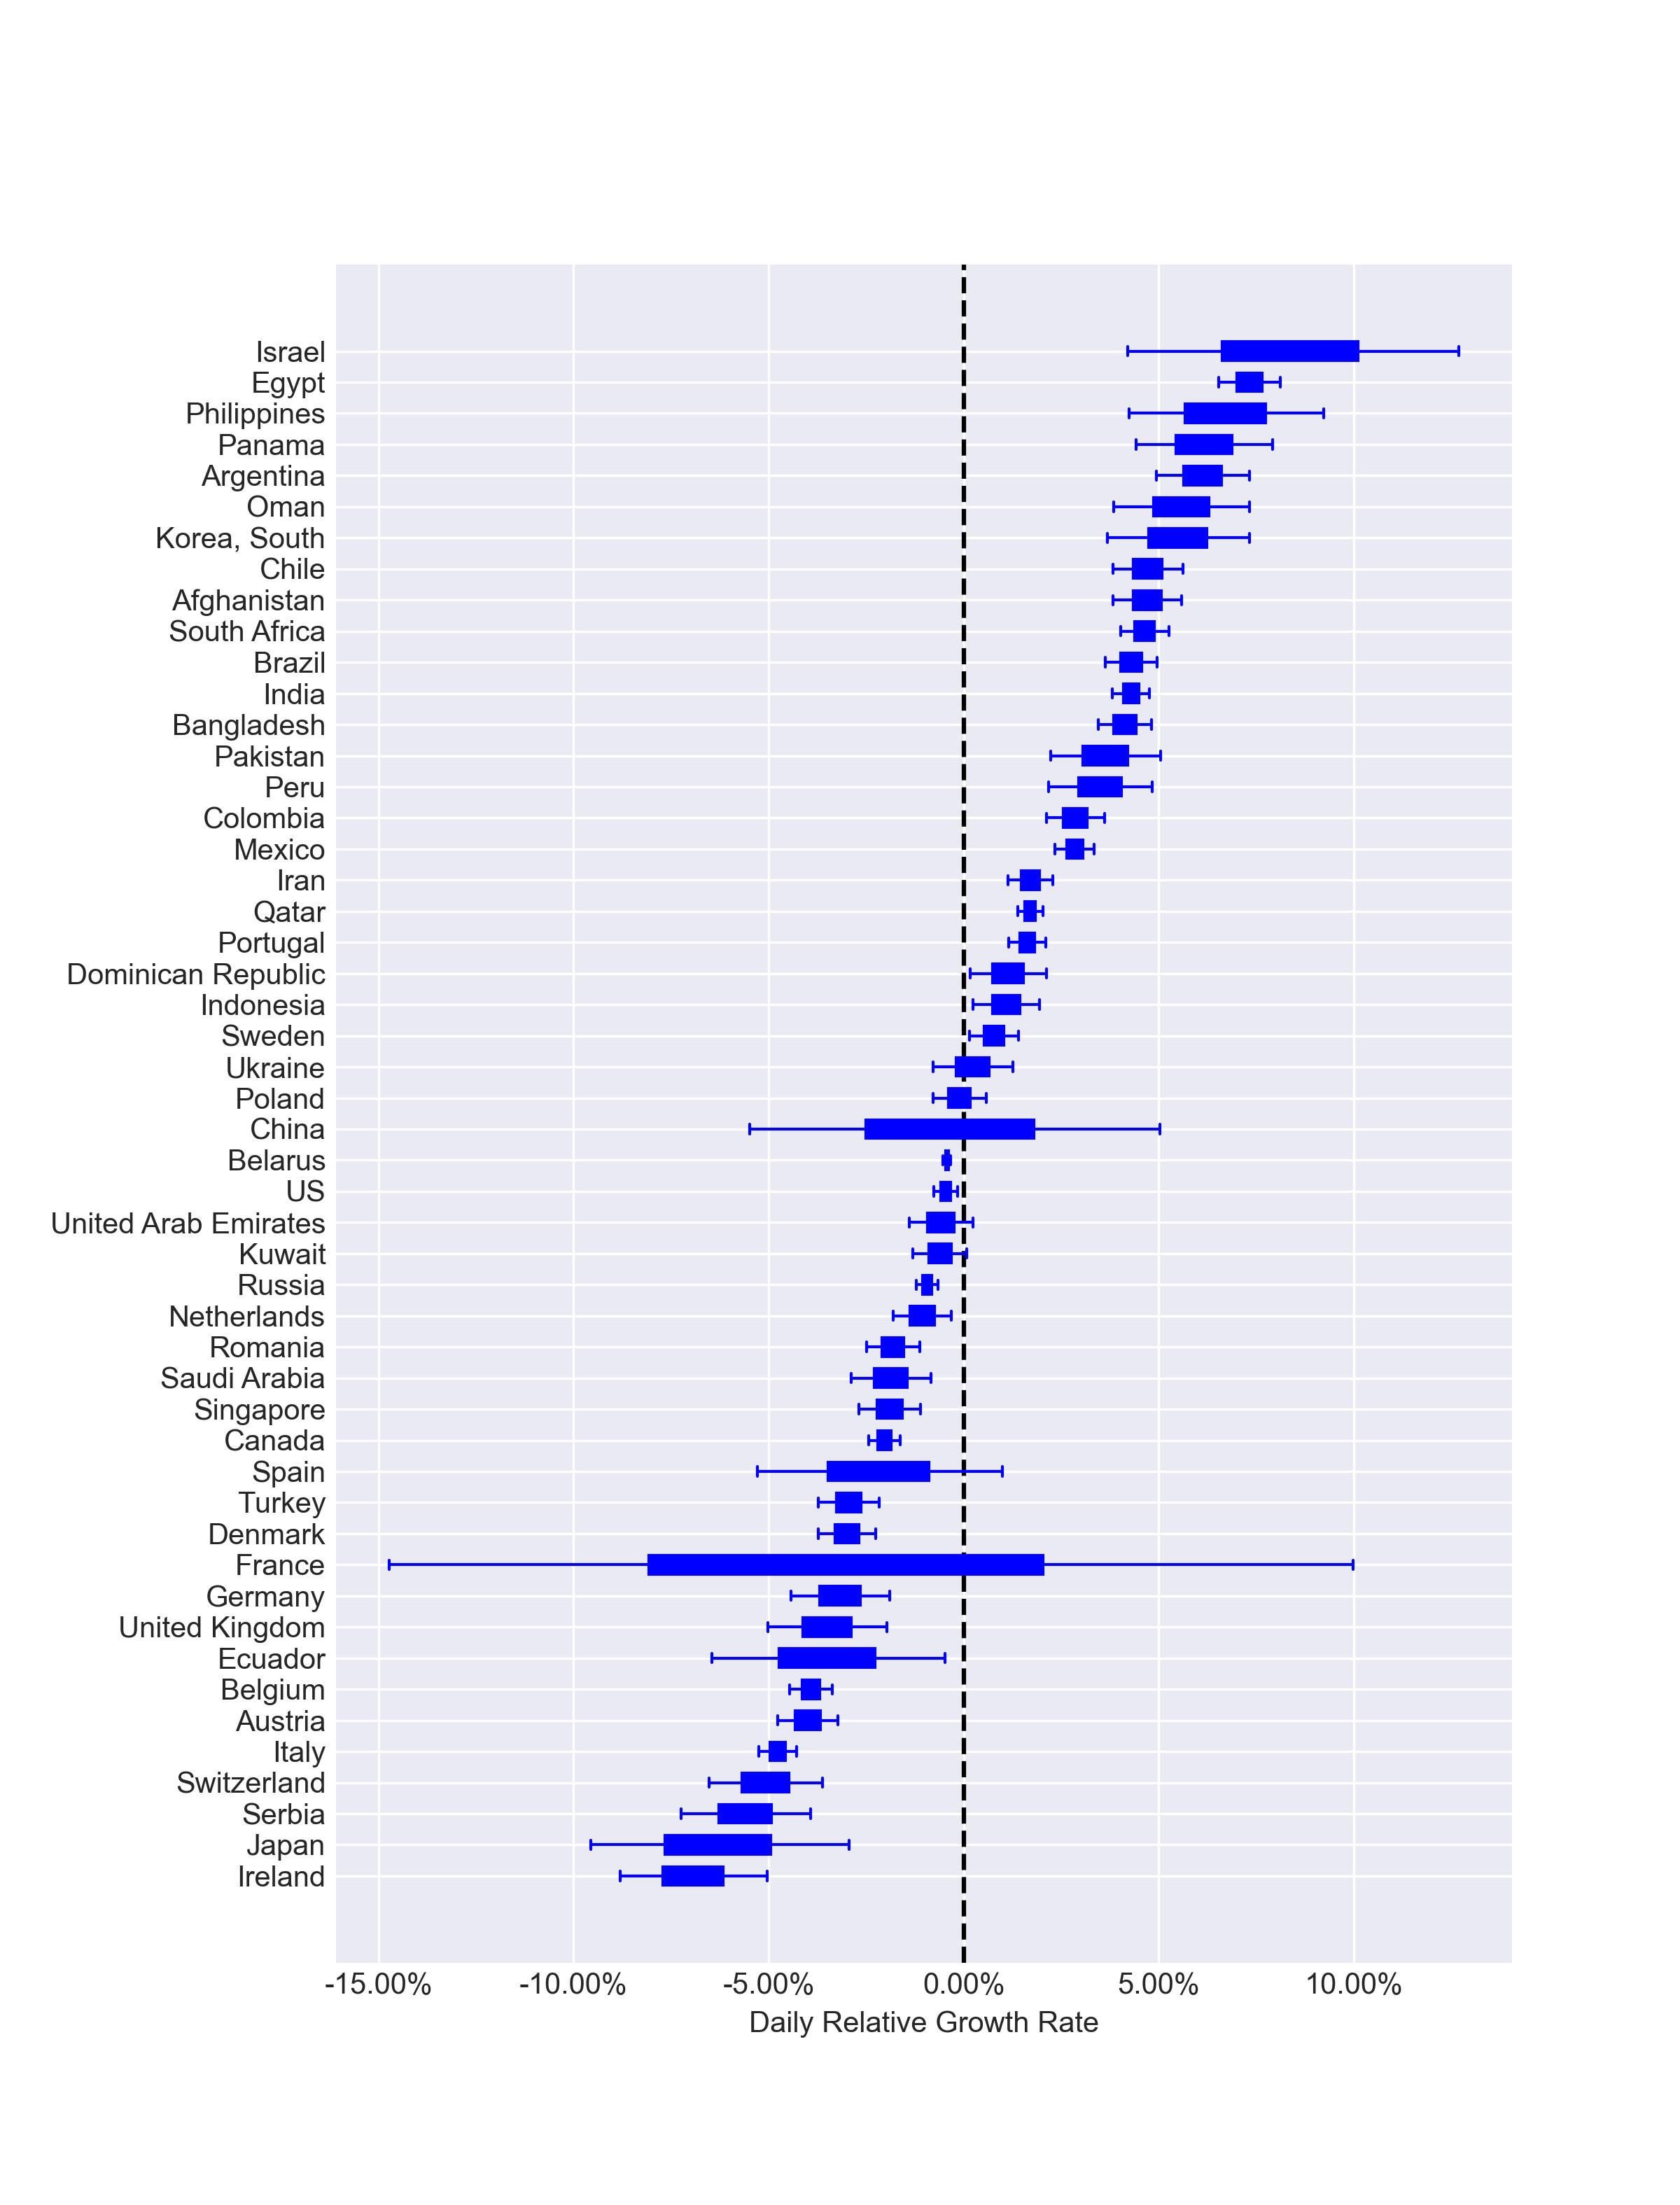 Israel
Egypt
Philippines
Panama
Argentina
Oman
Korea, South
Chile
Afghanistan
South Africa
Brazil
India
Bangladesh
Pakistan
Peru
Colombia
Mexico
Iran
Qatar
Portugal
Dominican Republic
Indonesia
Sweden
Ukraine
Poland
China
Belarus
US
United Arab Emirates
Kuwait
Russia
Netherlands
Romania
Saudi Arabia
Singapore
Canada
Spain
Turkey
Denmark
France
Germany
United Kingdom
Ecuador
Belgium
Austria
Italy
Switzerland
Serbia
Japan
Ireland
-15.00% -10.00% -5.00% 0.00% 5.00% 10.00%
Daily Relative Growth Rate